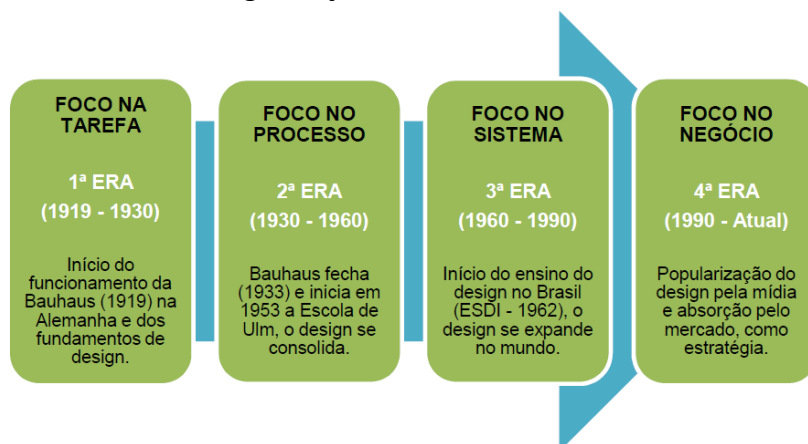 FOCO NA
TAREFA
1ª ERA
(1919 - 1930)
Início do
funcionamento da
Bauhaus (1919) na
Alemanha e dos
fundamentos de
design.
FOCO NO
PROCESSO
2ª ERA
(1930 - 1960)
Bauhaus fecha
(1933) e inicia em
1953 a Escola de
Ulm, o design se
consolida.
FOCO NO
SISTEMA
3ª ERA
(1960 - 1990)
Início do ensino do
design no Brasil
(ESDI - 1962), o
design se expande
no mundo.
FOCO NO
NEGÓCIO
4ª ERA
(1990 - Atual)
Popularização do
design pela mídia
e absorção pelo
mercado, como
estratégia.